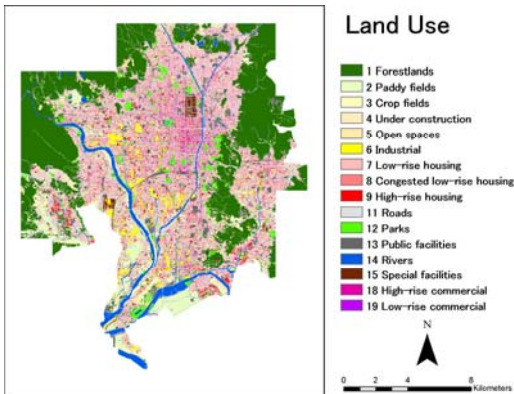 Land Use
1 Forestlands
2 Paddy fields
3 Crop fields
4 Under construction
5 Open spaces
6 Industrial
7 Low-rise housing
8 Congested low-rise housing
9 High-rise housing
11 Roads
12 Parks
13 Public facilities
14 Rivers
15 Special facilities
18 High-rise commercial
19 Low-rise commercial
N
0 2 4 8
Kilometers